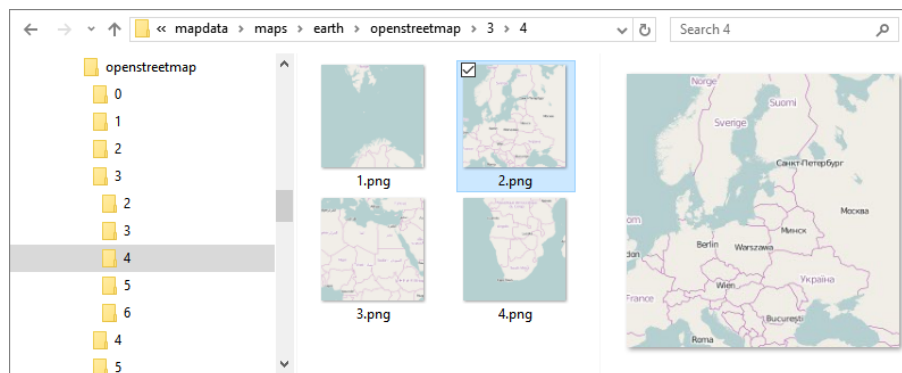 « mapdata > maps > earth > openstreetmap > 3 > 4
Search 4
openstreetmap
0
1
2
3
2
3
4
5
6
4
5
1.png
2.png
3.png
4.png
Norge
Suomi
Sverige
Санкт-Петербург
Москва
Минск
Berlin
Warszawa
Україна
Wien
France
București
Roma